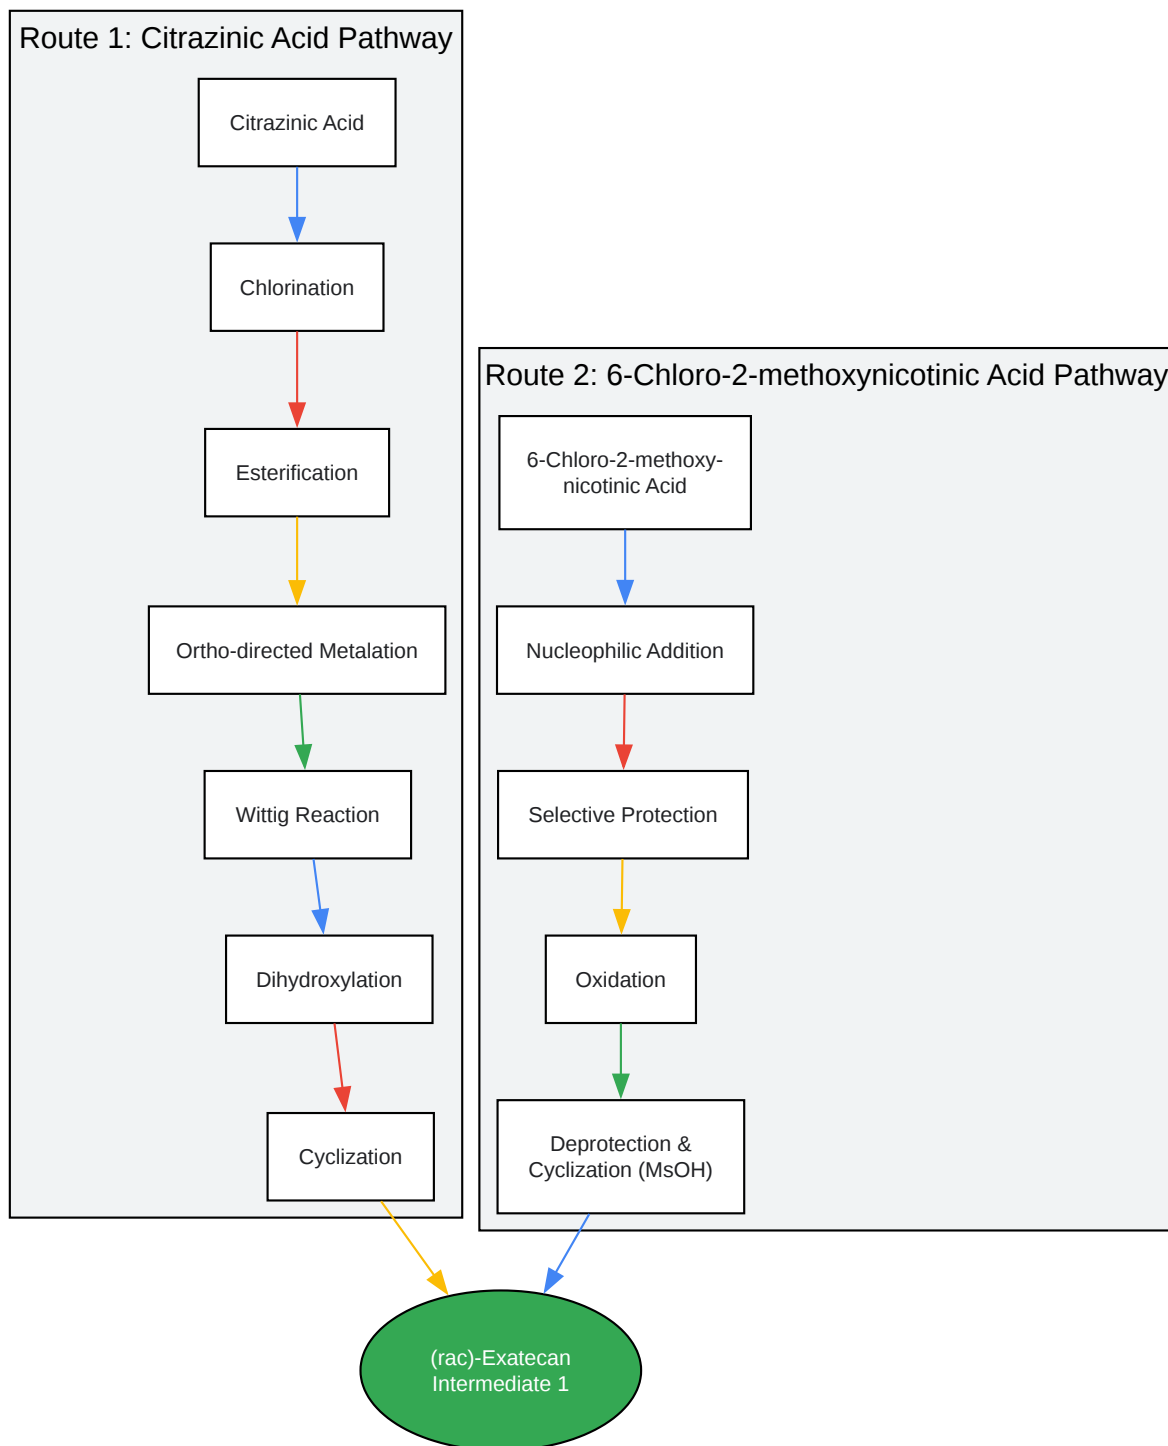 Route 1: Citrazinic Acid Pathway
Citrazinic Acid
Chlorination
Esterification
Ortho-directed Metalation
Wittig Reaction
Dihydroxylation
Cyclization
Route 2: 6-Chloro-2-methoxynicotinic Acid Pathway
6-Chloro-2-methoxy-
nicotinic Acid
Nucleophilic Addition
Selective Protection
Oxidation
Deprotection &
Cyclization (MsOH)
(rac)-Exatecan
Intermediate 1